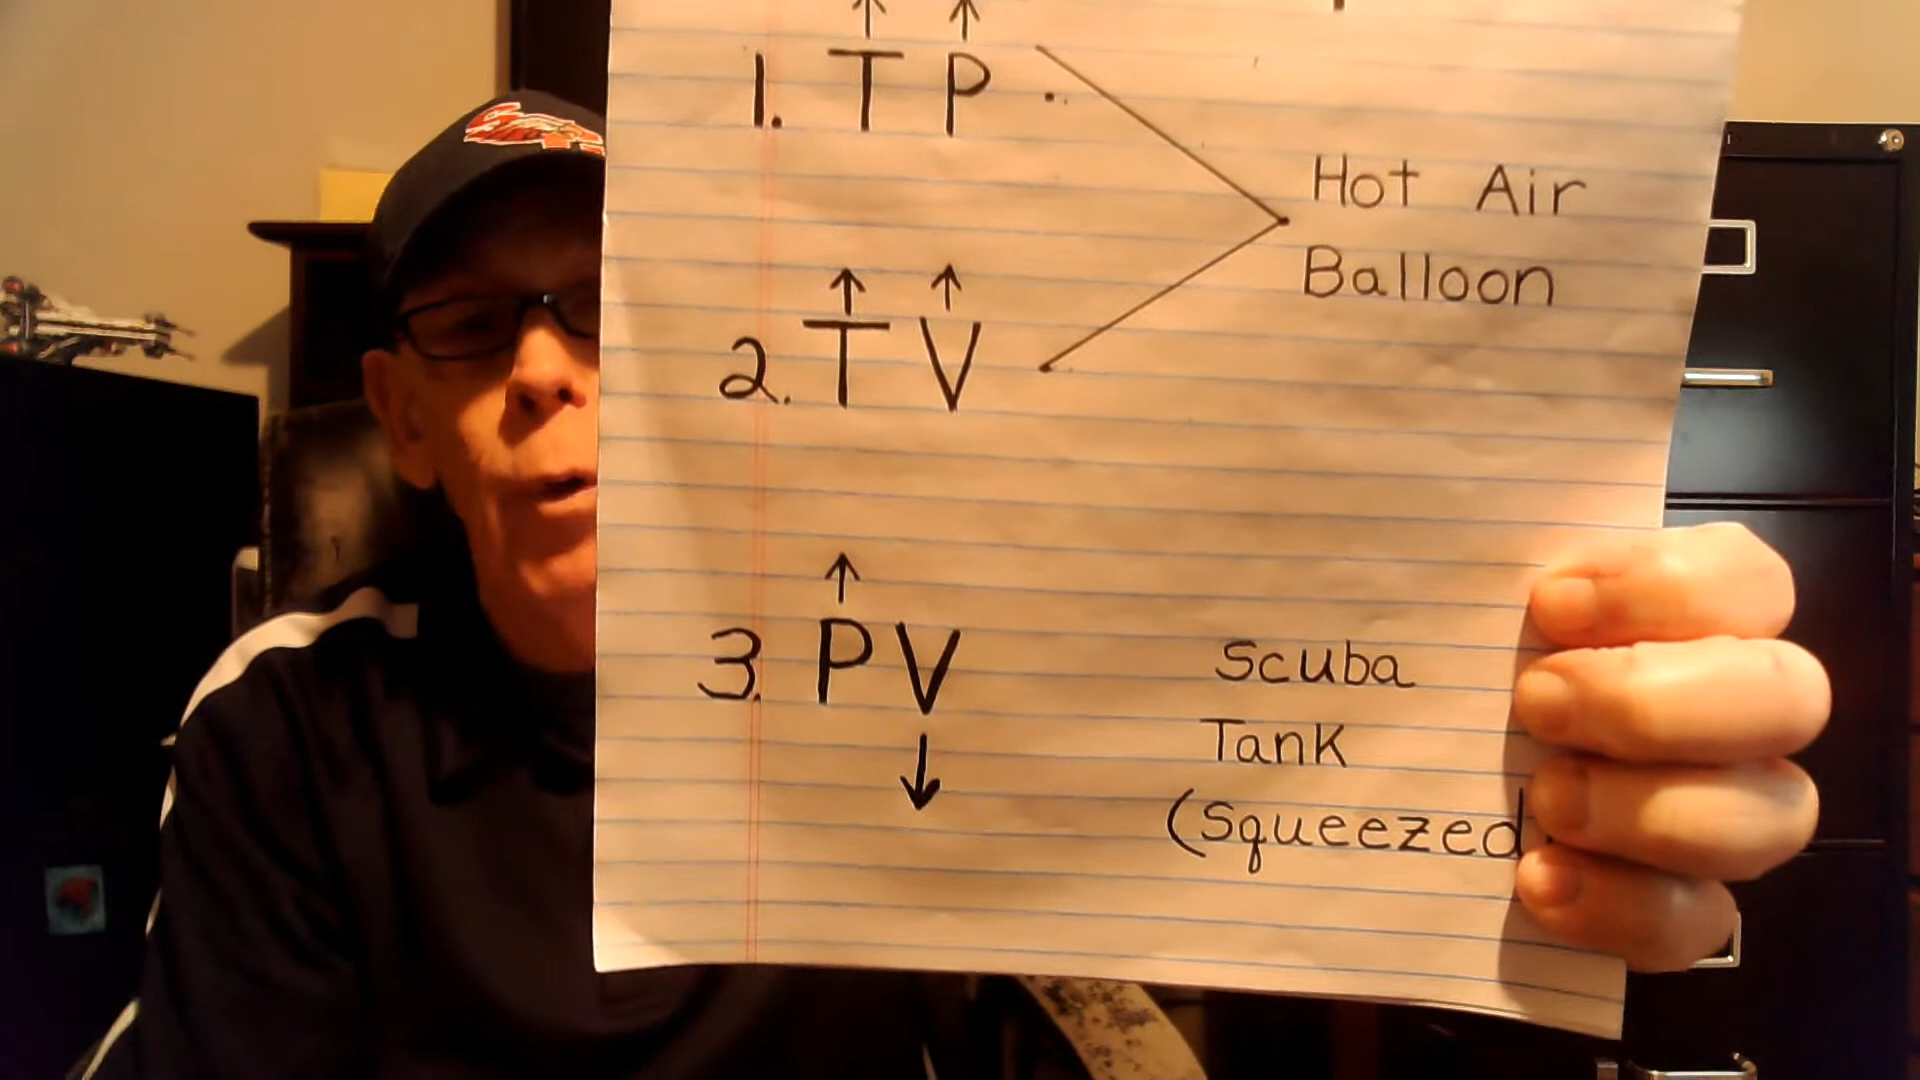 ↑ ↑
1. T P
Hot Air
Balloon
↑ ↑
2. T V
↑
3. P V
↓
Scuba
Tank
(Squeezed